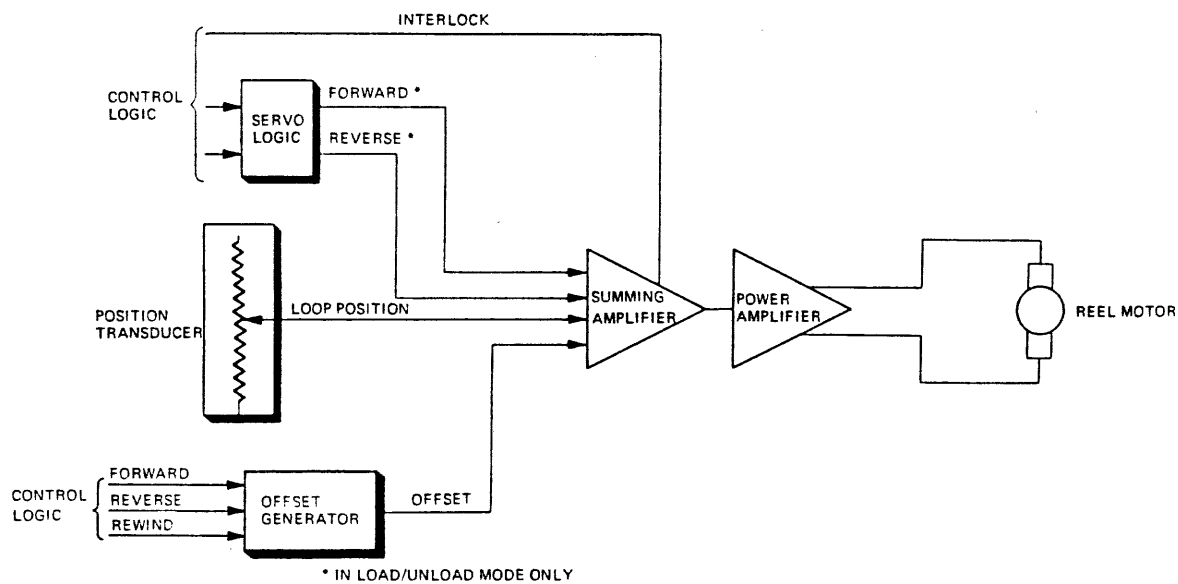 INTERLOCK
CONTROL
LOGIC
SERVO
LOGIC
FORWARD *
REVERSE *
POSITION
TRANSDUCER
LOOP POSITION
SUMMING
AMPLIFIER
POWER
AMPLIFIER
REEL MOTOR
CONTROL
LOGIC
FORWARD
REVERSE
REWIND
OFFSET
GENERATOR
OFFSET
* IN LOAD/UNLOAD MODE ONLY